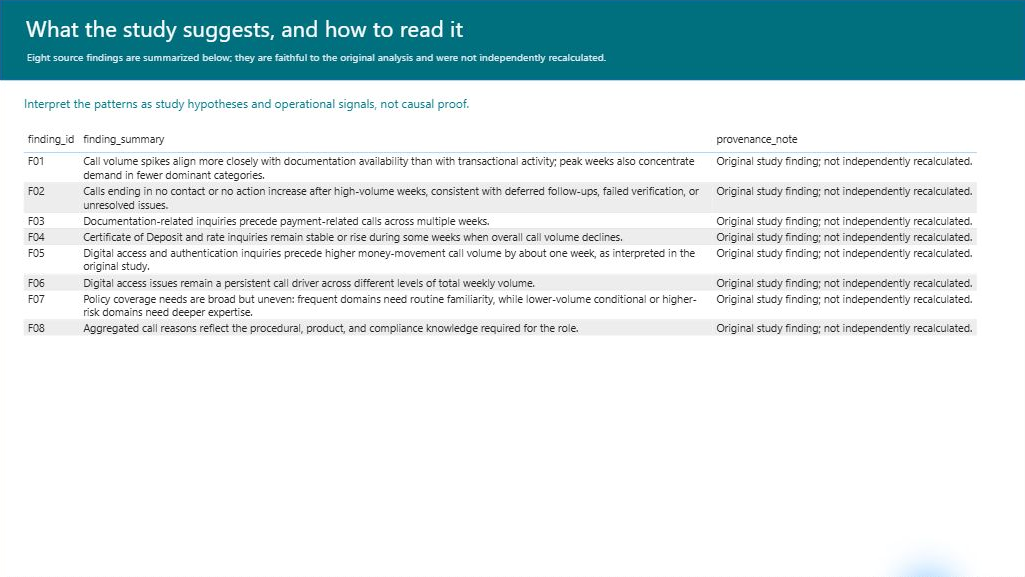 What the study suggests, and how to read it
Eight source findings are summarized below; they are faithful to the original analysis and were not independently recalculated.
Interpret the patterns as study hypotheses and operational signals, not causal proof.
finding_id finding_summary provenance_note
F01 Call volume spikes align more closely with documentation availability than with transactional activity; peak weeks also concentrate Original study finding; not independently recalculated.
demand in fewer dominant categories.
F02 Calls ending in no contact or no action increase after high-volume weeks, consistent with deferred follow-ups, failed verification, or Original study finding; not independently recalculated.
unresolved issues.
F03 Documentation-related inquiries precede payment-related calls across multiple weeks. Original study finding; not independently recalculated.
F04 Certificate of Deposit and rate inquiries remain stable or rise during some weeks when overall call volume declines. Original study finding; not independently recalculated.
F05 Digital access and authentication inquiries precede higher money-movement call volume by about one week, as interpreted in the Original study finding; not independently recalculated.
original study.
F06 Digital access issues remain a persistent call driver across different levels of total weekly volume. Original study finding; not independently recalculated.
F07 Policy coverage needs are broad but uneven: frequent domains need routine familiarity, while lower-volume conditional or higher- Original study finding; not independently recalculated.
risk domains need deeper expertise.
F08 Aggregated call reasons reflect the procedural, product, and compliance knowledge required for the role. Original study finding; not independently recalculated.